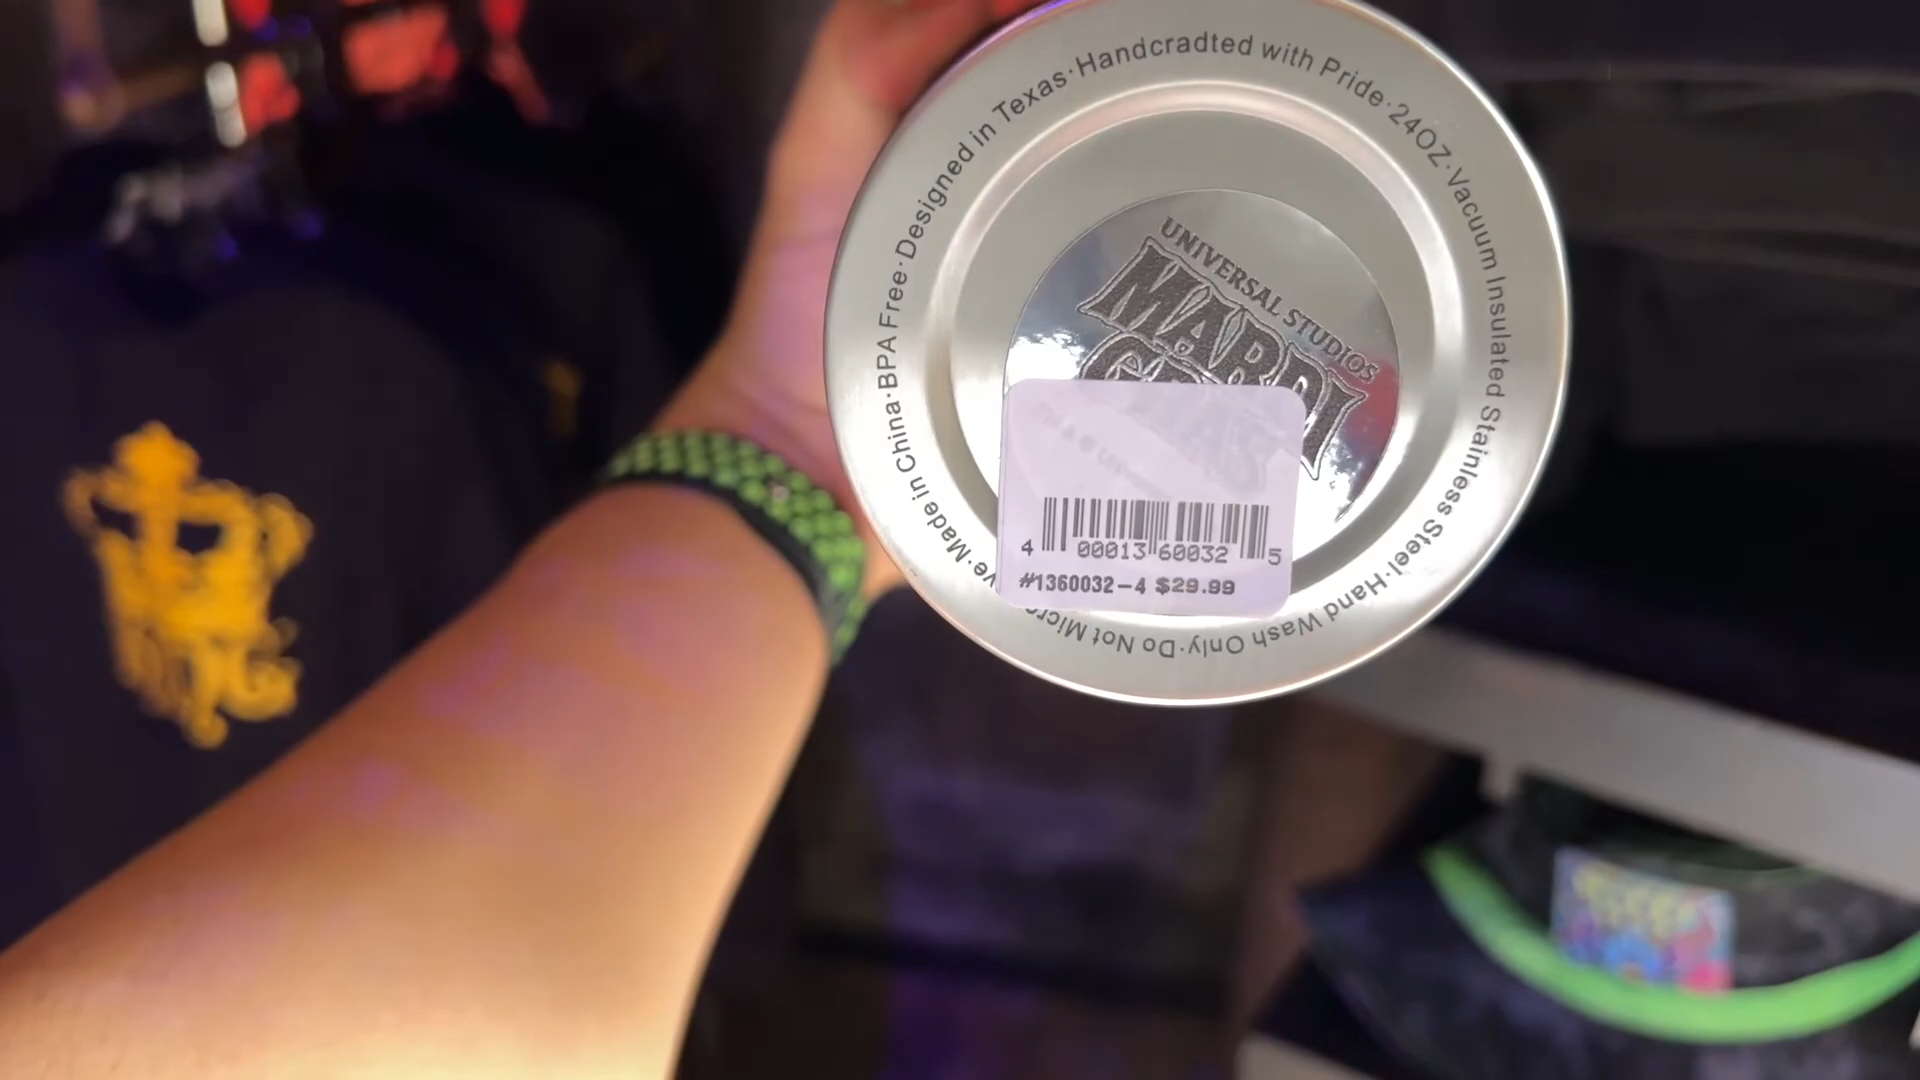 Designed in Texas·Handcradted with Pride·24OZ·Vacuum Insulated Stainless Steel·Hand Wash Only·Do Not Micro ve·Made in China·BPA Free·
UNIVERSAL STUDIOS
MARDI
GRAS
4 00013 60032 5
#1360032-4 $29.99